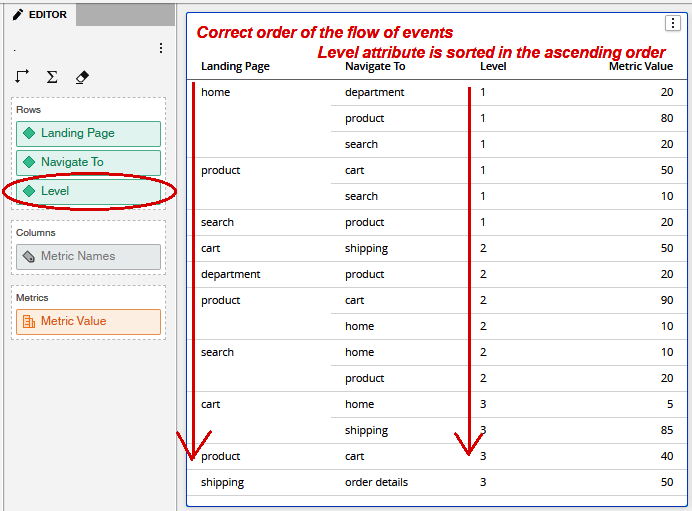 EDITOR
.
Rows
Landing Page
Navigate To
Level
Columns
Metric Names
Metrics
Metric Value
Correct order of the flow of events
Level attribute is sorted in the ascending order
Landing Page Navigate To Level Metric Value
home department 1 20
product 1 80
search 1 20
product cart 1 50
search 1 10
search product 1 20
cart shipping 2 50
department product 2 20
product cart 2 90
home 2 10
search home 2 10
product 2 20
cart home 3 5
shipping 3 85
product cart 3 40
shipping order details 3 50